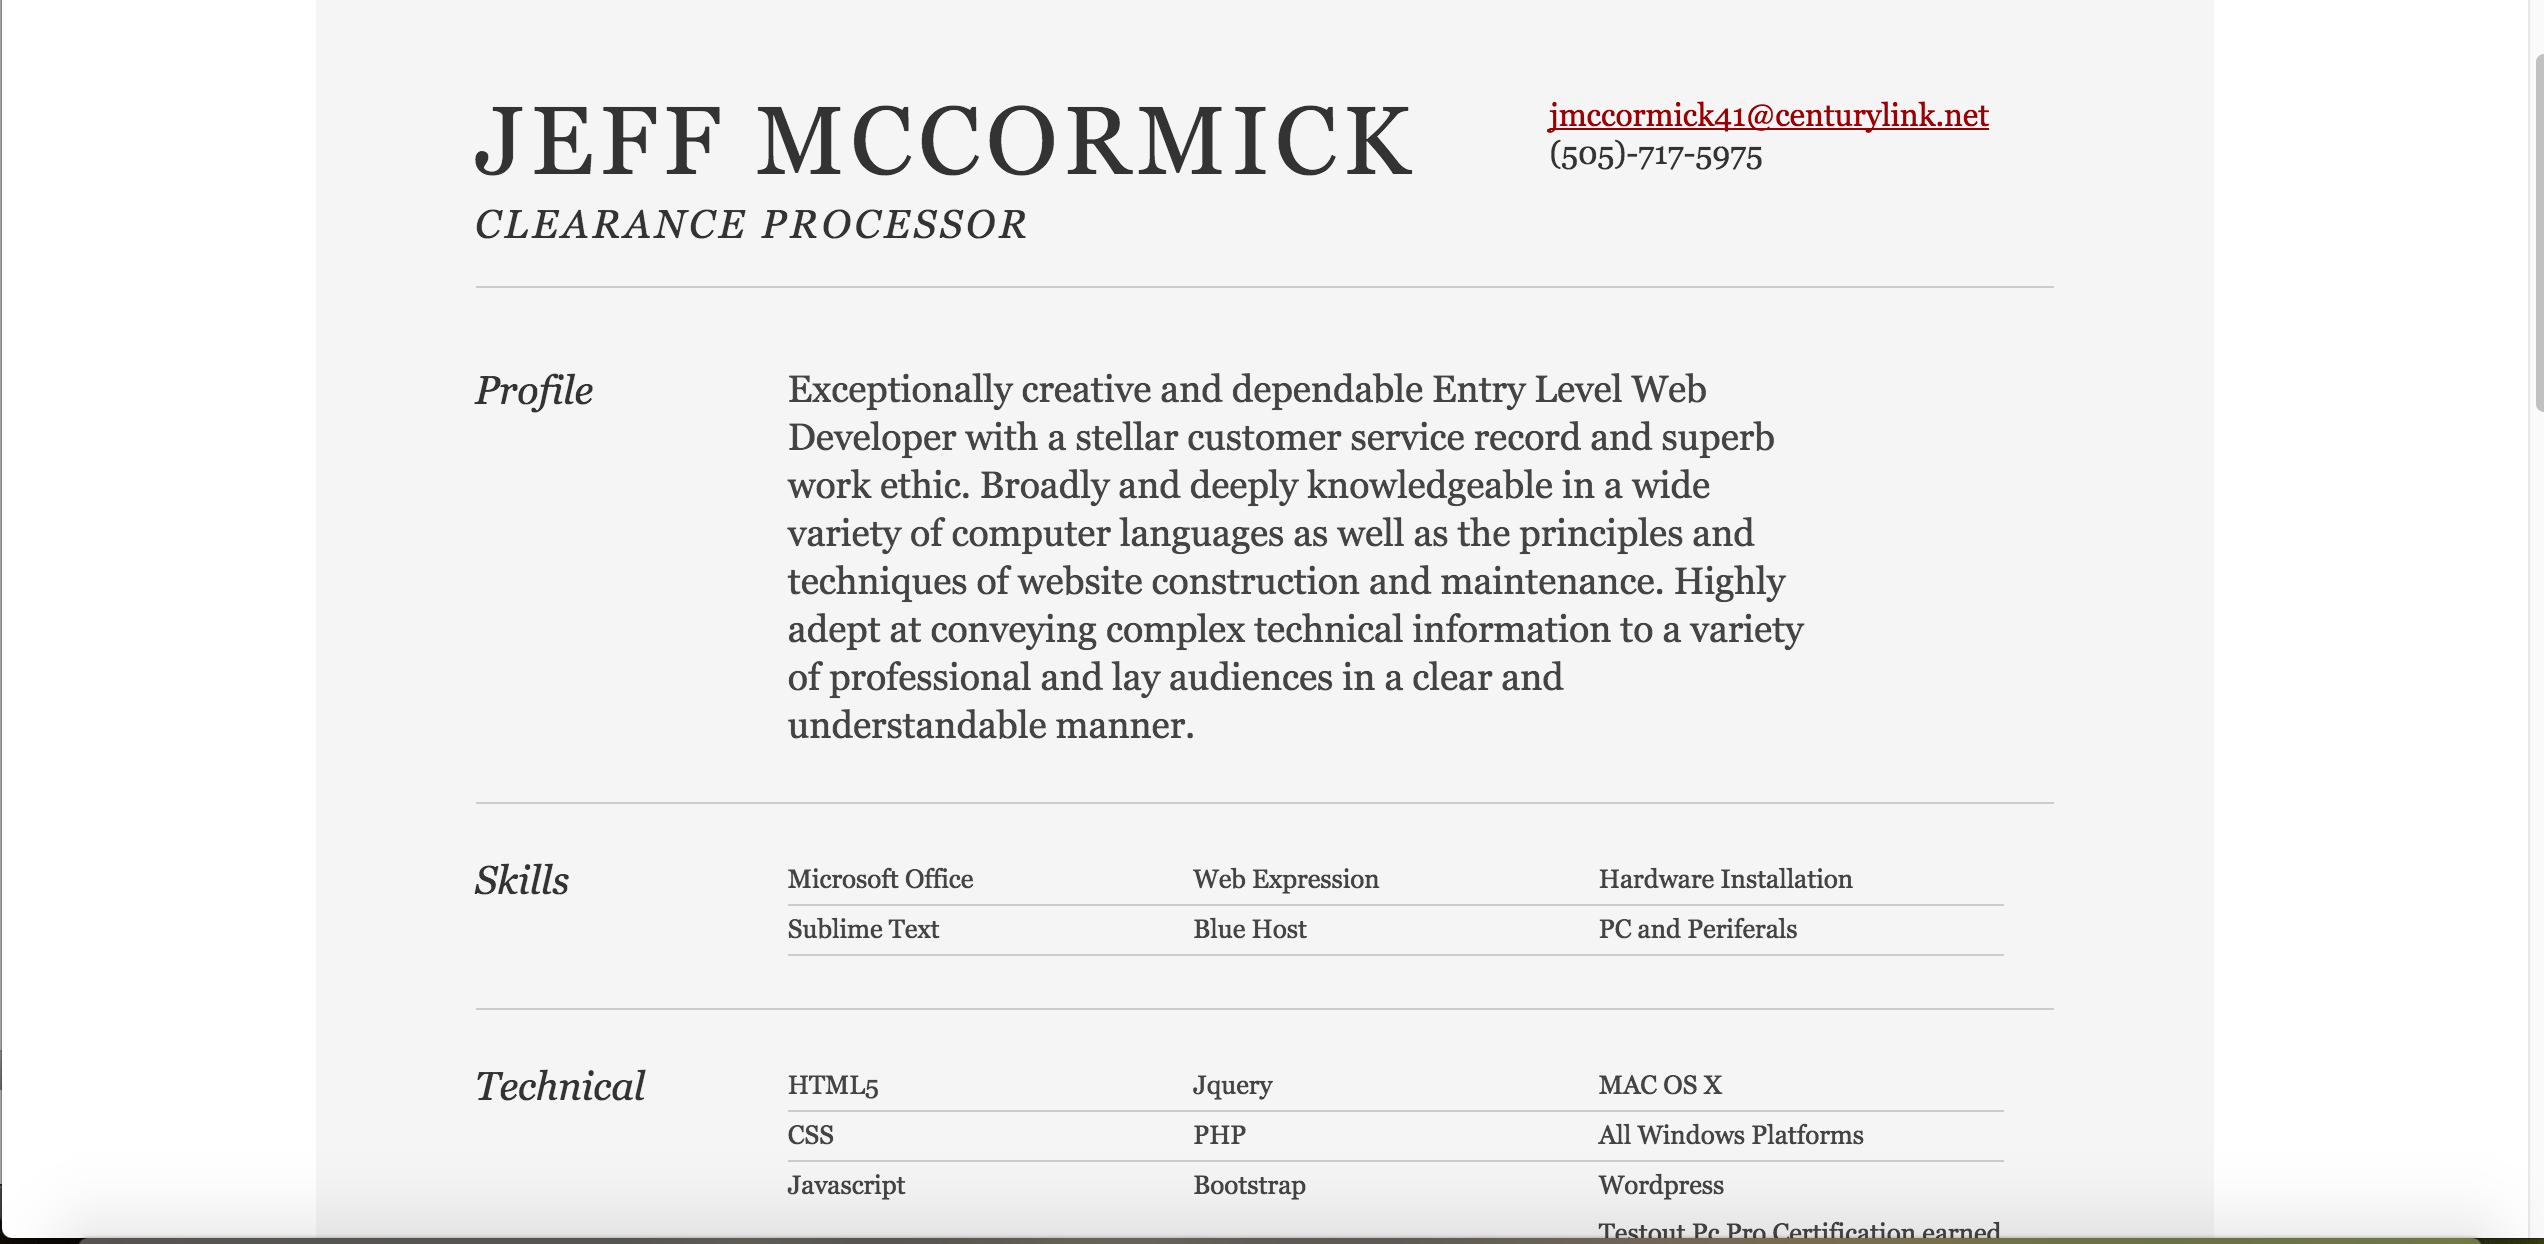 JEFF MCCORMICK
CLEARANCE PROCESSOR
jmccormick41@centurylink.net
(505)-717-5975
Profile
Exceptionally creative and dependable Entry Level Web
Developer with a stellar customer service record and superb
work ethic. Broadly and deeply knowledgeable in a wide
variety of computer languages as well as the principles and
techniques of website construction and maintenance. Highly
adept at conveying complex technical information to a variety
of professional and lay audiences in a clear and
understandable manner.
Skills
Microsoft Office Web Expression Hardware Installation
Sublime Text Blue Host PC and Periferals
Technical
HTML5 Jquery MAC OS X
CSS PHP All Windows Platforms
Javascript Bootstrap Wordpress
Testout Pc Pro Certification earned